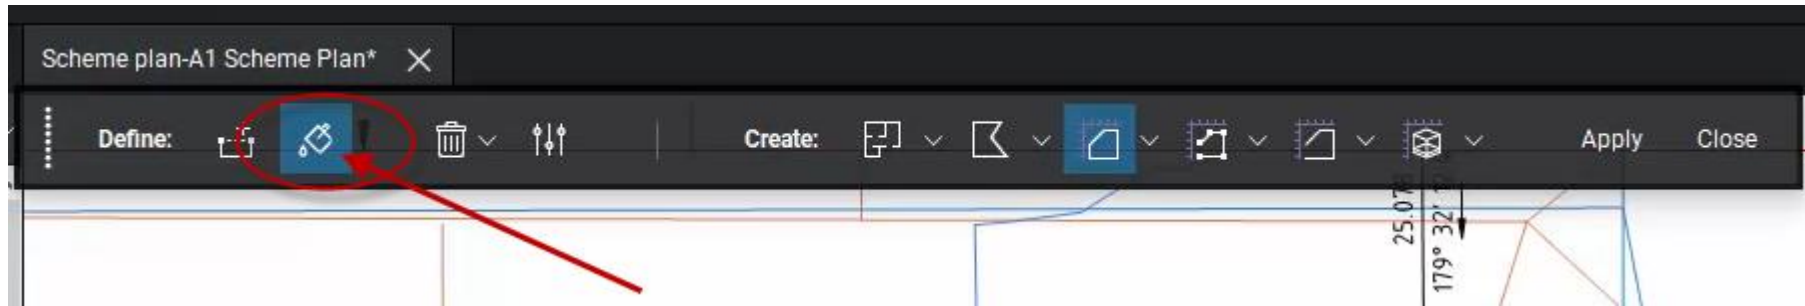 Scheme plan-A1 Scheme Plan*
Define:
Create:
Apply
Close
25.07
179° 32'